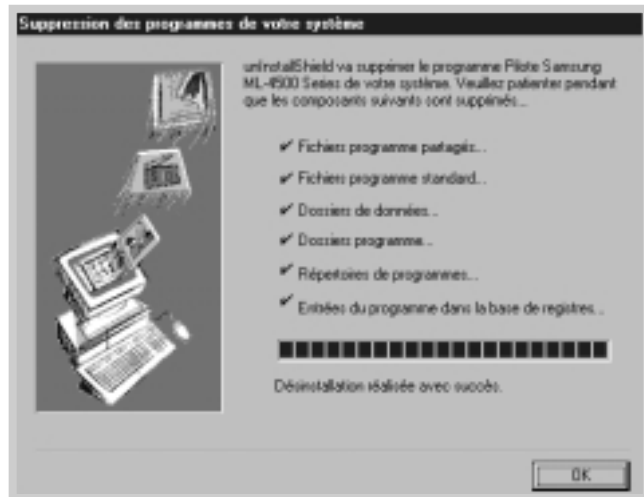 Suppression des programmes de votre système
unInstallShield va supprimer le programme Pilote Samsung
ML-4500 Series de votre système. Veuillez patienter pendant
que les composants suivants sont supprimés...
✔ Fichiers programme partagés...
✔ Fichiers programme standard...
✔ Dossiers de données...
✔ Dossiers programme...
✔ Répertoires de programmes...
✔ Entrées du programme dans la base de registres...
Désinstallation réalisée avec succès.
OK